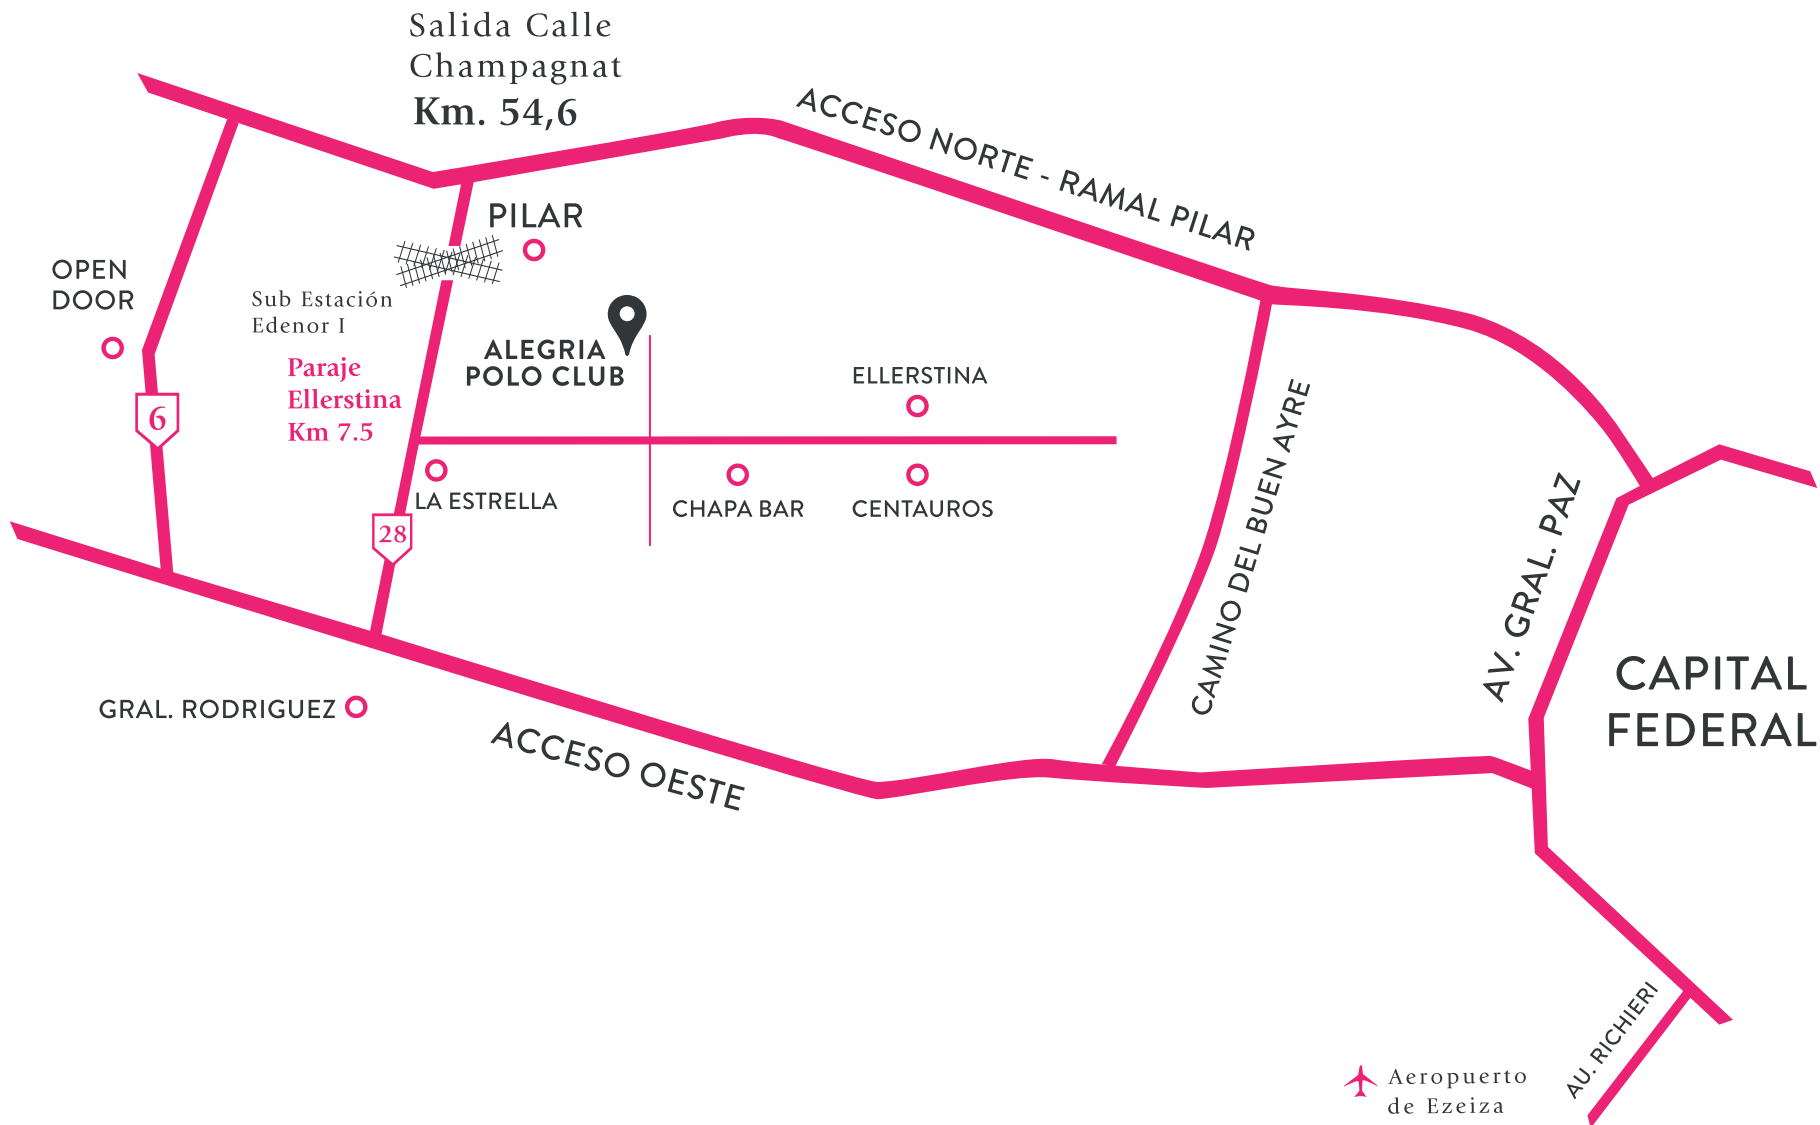 Salida Calle
Champagnat
Km. 54,6
ACCESO NORTE - RAMAL PILAR
PILAR
OPEN
DOOR
Sub Estación
Edenor I
Paraje
Ellerstina
Km 7.5
ALEGRIA
POLO CLUB
ELLERSTINA
6
LA ESTRELLA
CHAPA BAR
CENTAUROS
28
CAMINO DEL BUEN AYRE
AV. GRAL. PAZ
CAPITAL
FEDERAL
GRAL. RODRIGUEZ
ACCESO OESTE
AU. RICHIERI
Aeropuerto
de Ezeiza